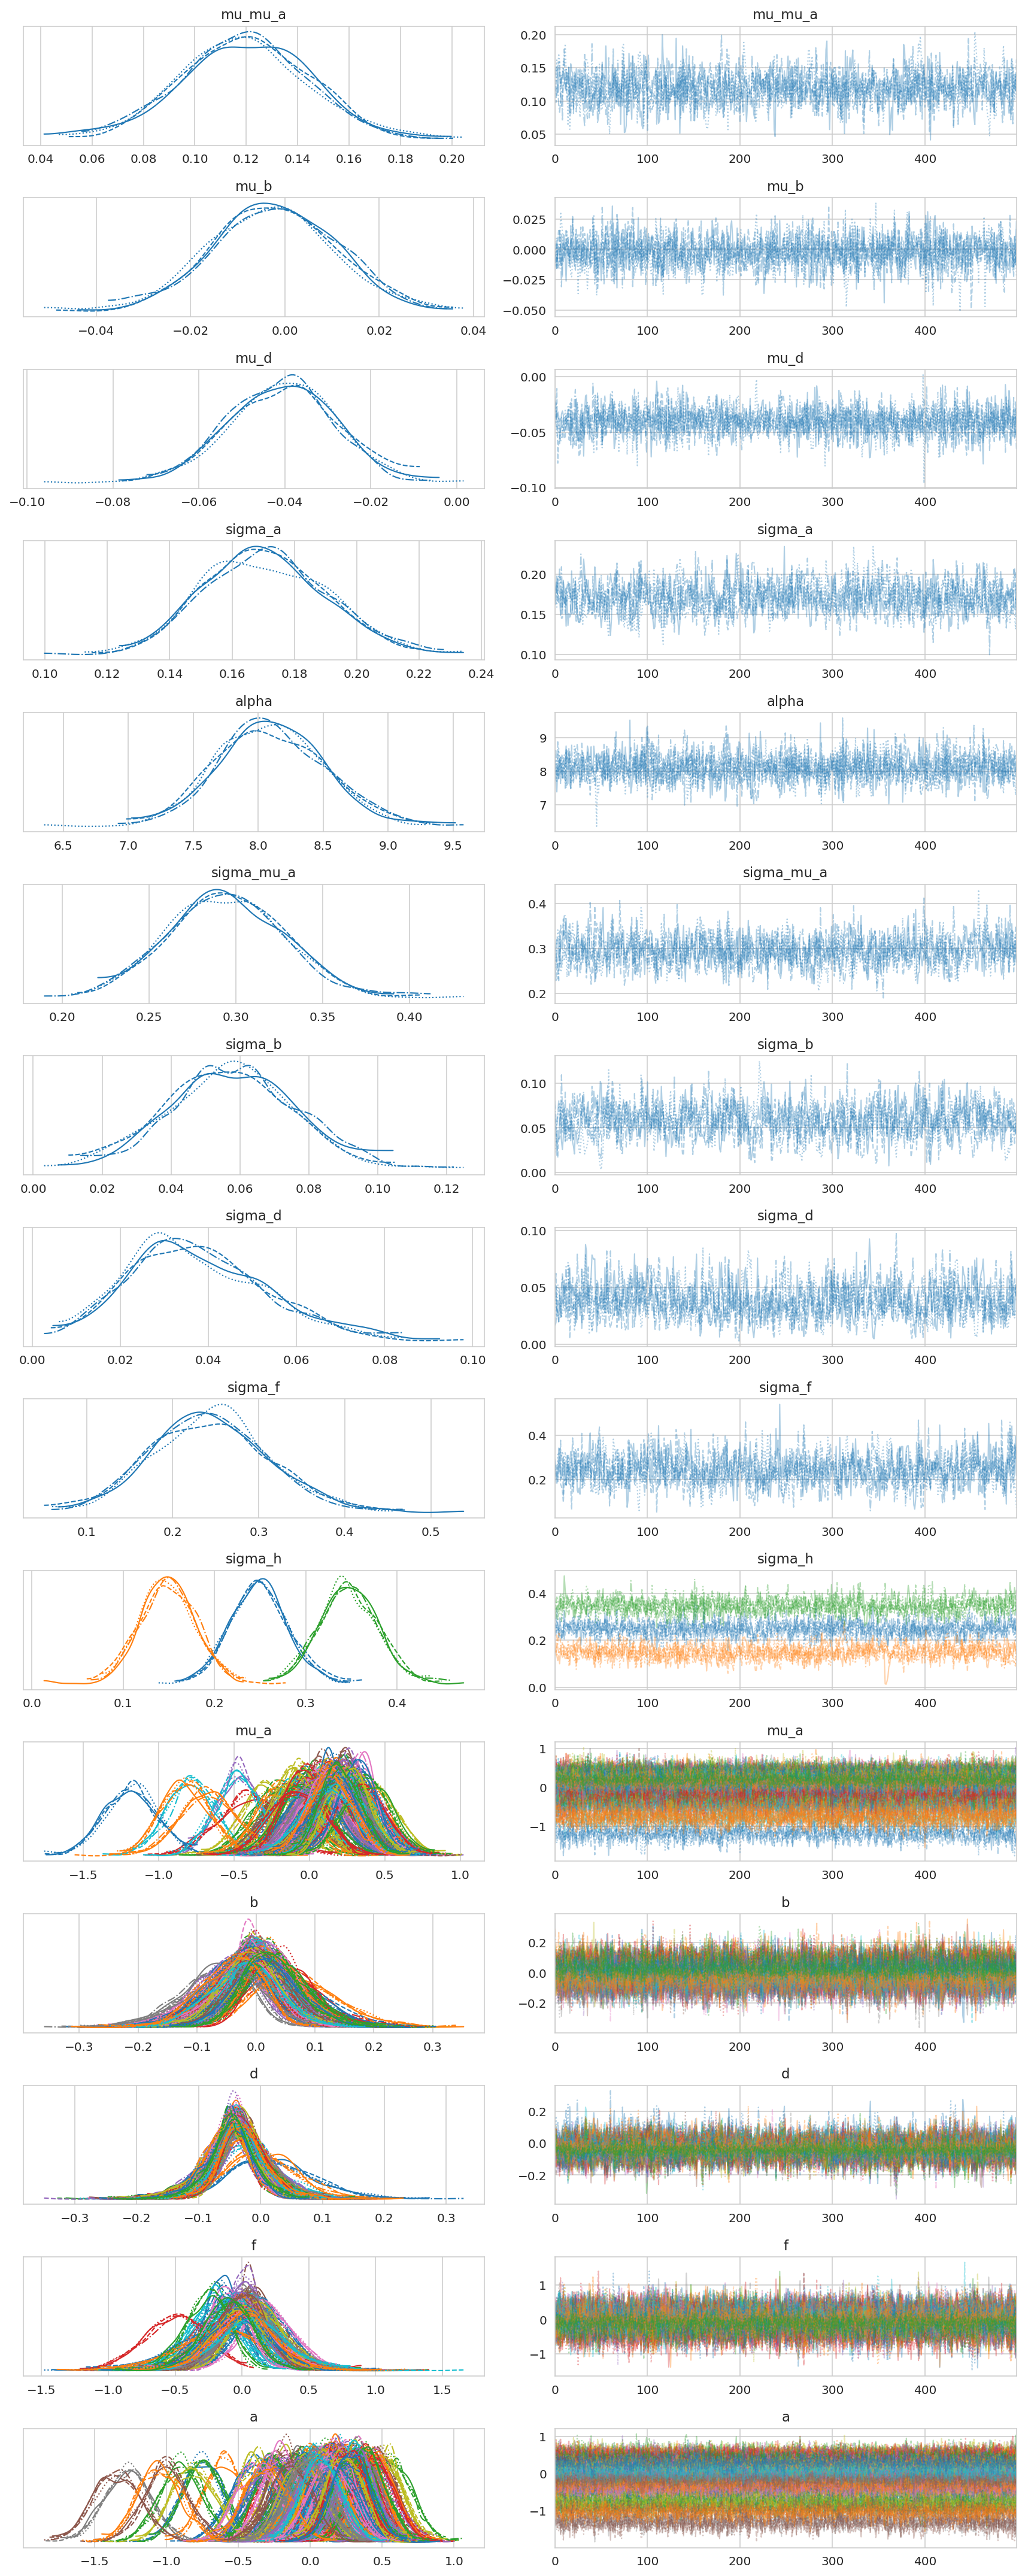 mu_mu_a mu_mu_a
0.20
0.15
0.10
0.05
0.04 0.06 0.08 0.10 0.12 0.14 0.16 0.18 0.20 0 100 200 300 400
mu_b mu_b
0.025
0.000
−0.025
−0.050
−0.04 −0.02 0.00 0.02 0.04 0 100 200 300 400
mu_d mu_d
0.00
−0.05
−0.10
−0.10 −0.08 −0.06 −0.04 −0.02 0.00 0 100 200 300 400
sigma_a sigma_a
0.20
0.15
0.10
0.10 0.12 0.14 0.16 0.18 0.20 0.22 0.24 0 100 200 300 400
alpha alpha
9
8
7
6.5 7.0 7.5 8.0 8.5 9.0 9.5 0 100 200 300 400
sigma_mu_a sigma_mu_a
0.4
0.3
0.2
0.20 0.25 0.30 0.35 0.40 0 100 200 300 400
sigma_b sigma_b
0.10
0.05
0.00
0.00 0.02 0.04 0.06 0.08 0.10 0.12 0 100 200 300 400
sigma_d sigma_d
0.10
0.05
0.00
0.00 0.02 0.04 0.06 0.08 0.10 0 100 200 300 400
sigma_f sigma_f
0.4
0.2
0.1 0.2 0.3 0.4 0.5 0 100 200 300 400
sigma_h sigma_h
0.4
0.2
0.0
0.0 0.1 0.2 0.3 0.4 0 100 200 300 400
mu_a mu_a
1
0
−1
−1.5 −1.0 −0.5 0.0 0.5 1.0 0 100 200 300 400
b b
0.2
0.0
−0.2
−0.3 −0.2 −0.1 0.0 0.1 0.2 0.3 0 100 200 300 400
d d
0.2
0.0
−0.2
−0.3 −0.2 −0.1 0.0 0.1 0.2 0.3 0 100 200 300 400
f f
1
0
−1
−1.5 −1.0 −0.5 0.0 0.5 1.0 1.5 0 100 200 300 400
a a
1
0
−1
−1.5 −1.0 −0.5 0.0 0.5 1.0 0 100 200 300 400